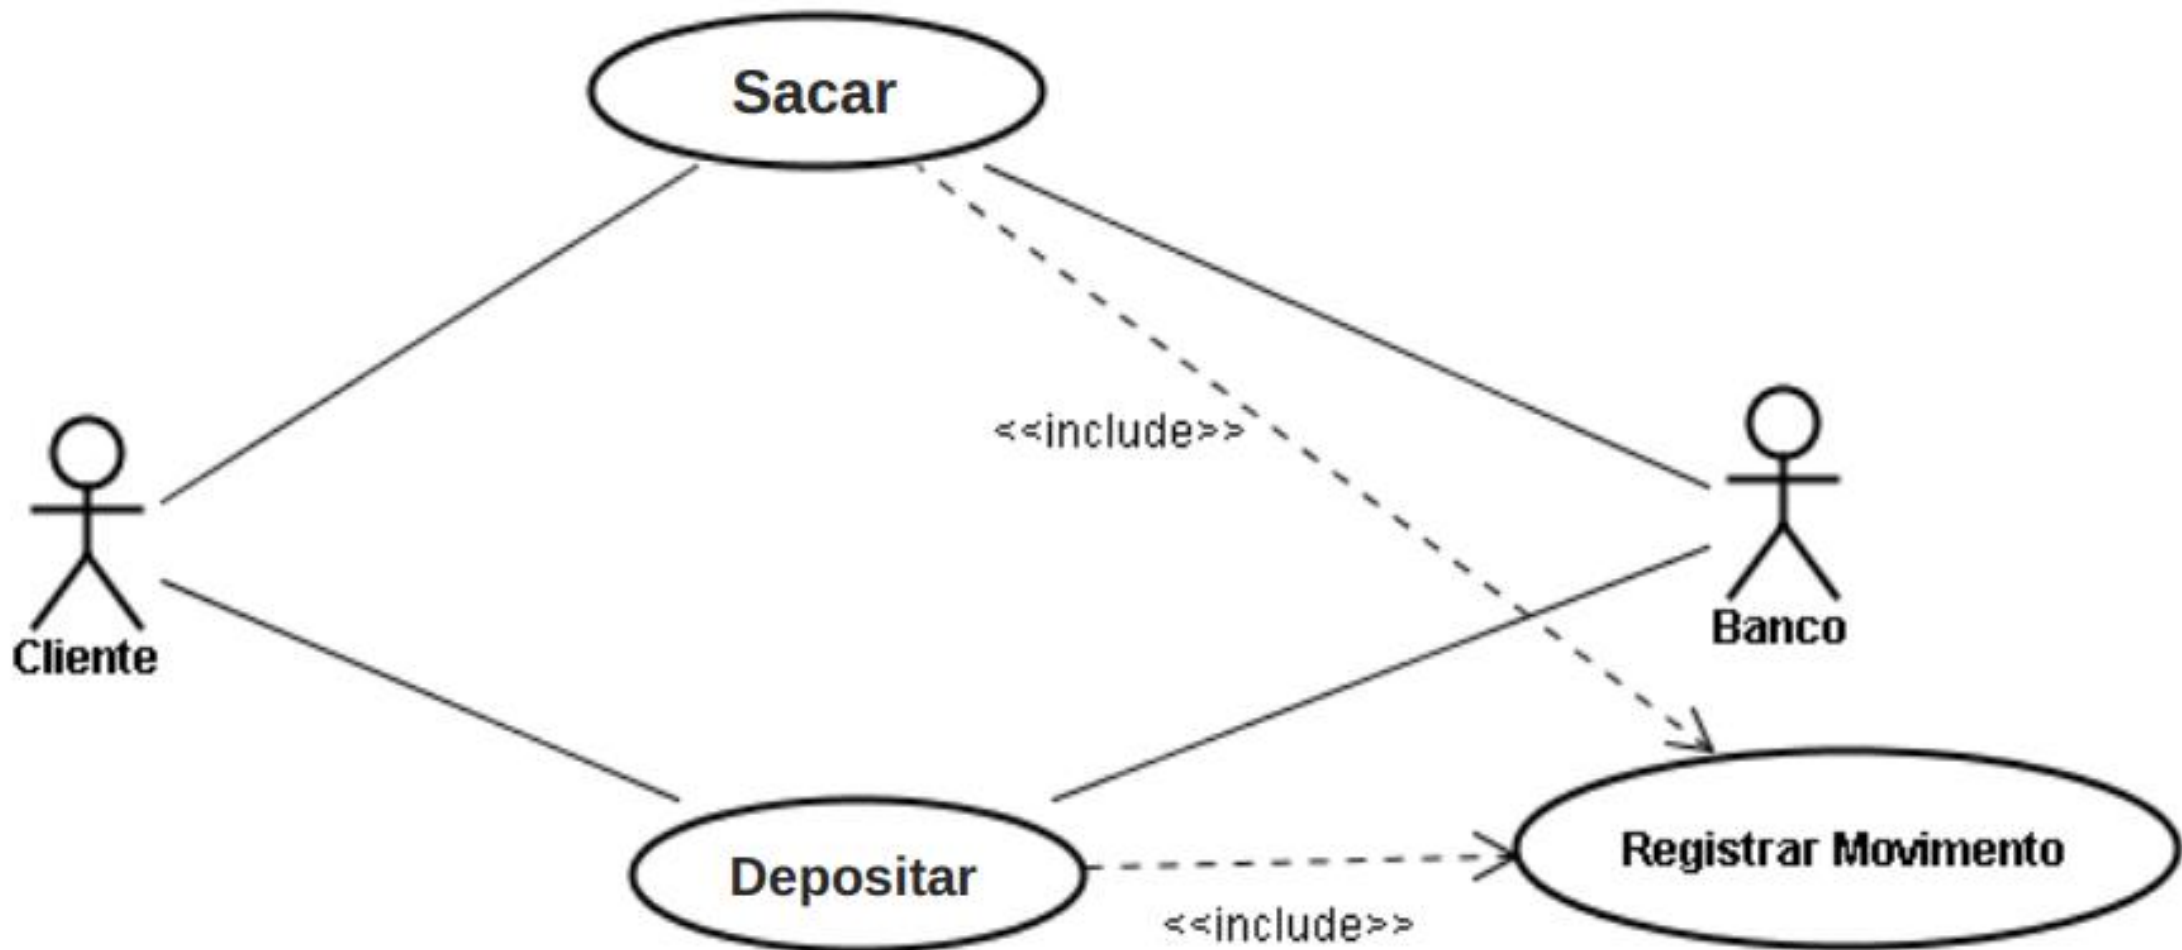 Sacar
<<include>>
Cliente
Banco
Depositar
Registrar Movimento
<<include>>